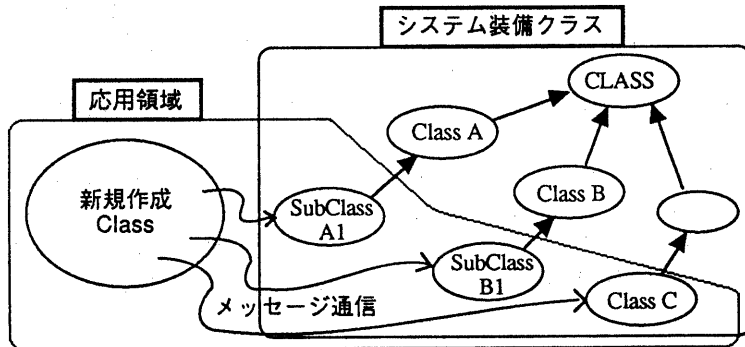 システム装備クラス
応用領域
CLASS
Class A
新規作成
Class
SubClass
A1
Class B
SubClass
B1
Class C
メッセージ通信